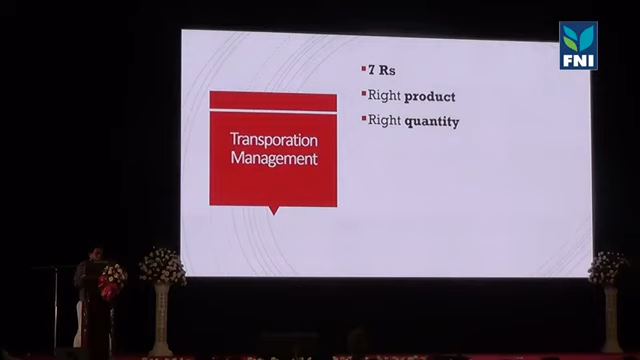 FNI
7 Rs
Right product
Right quantity
Transporation
Management